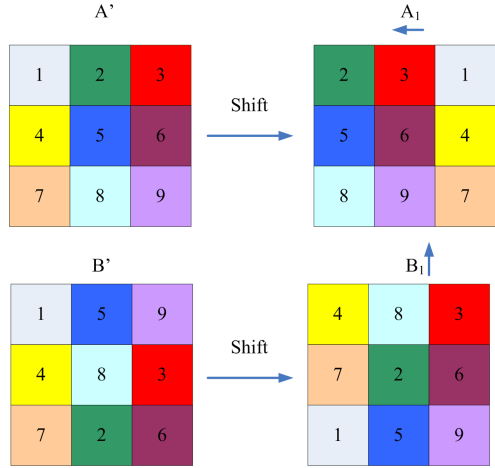 A’ A₁
1 2 3 2 3 1
Shift
4 5 6 5 6 4
7 8 9 8 9 7
B’ B₁
1 5 9 4 8 3
Shift
4 8 3 7 2 6
7 2 6 1 5 9